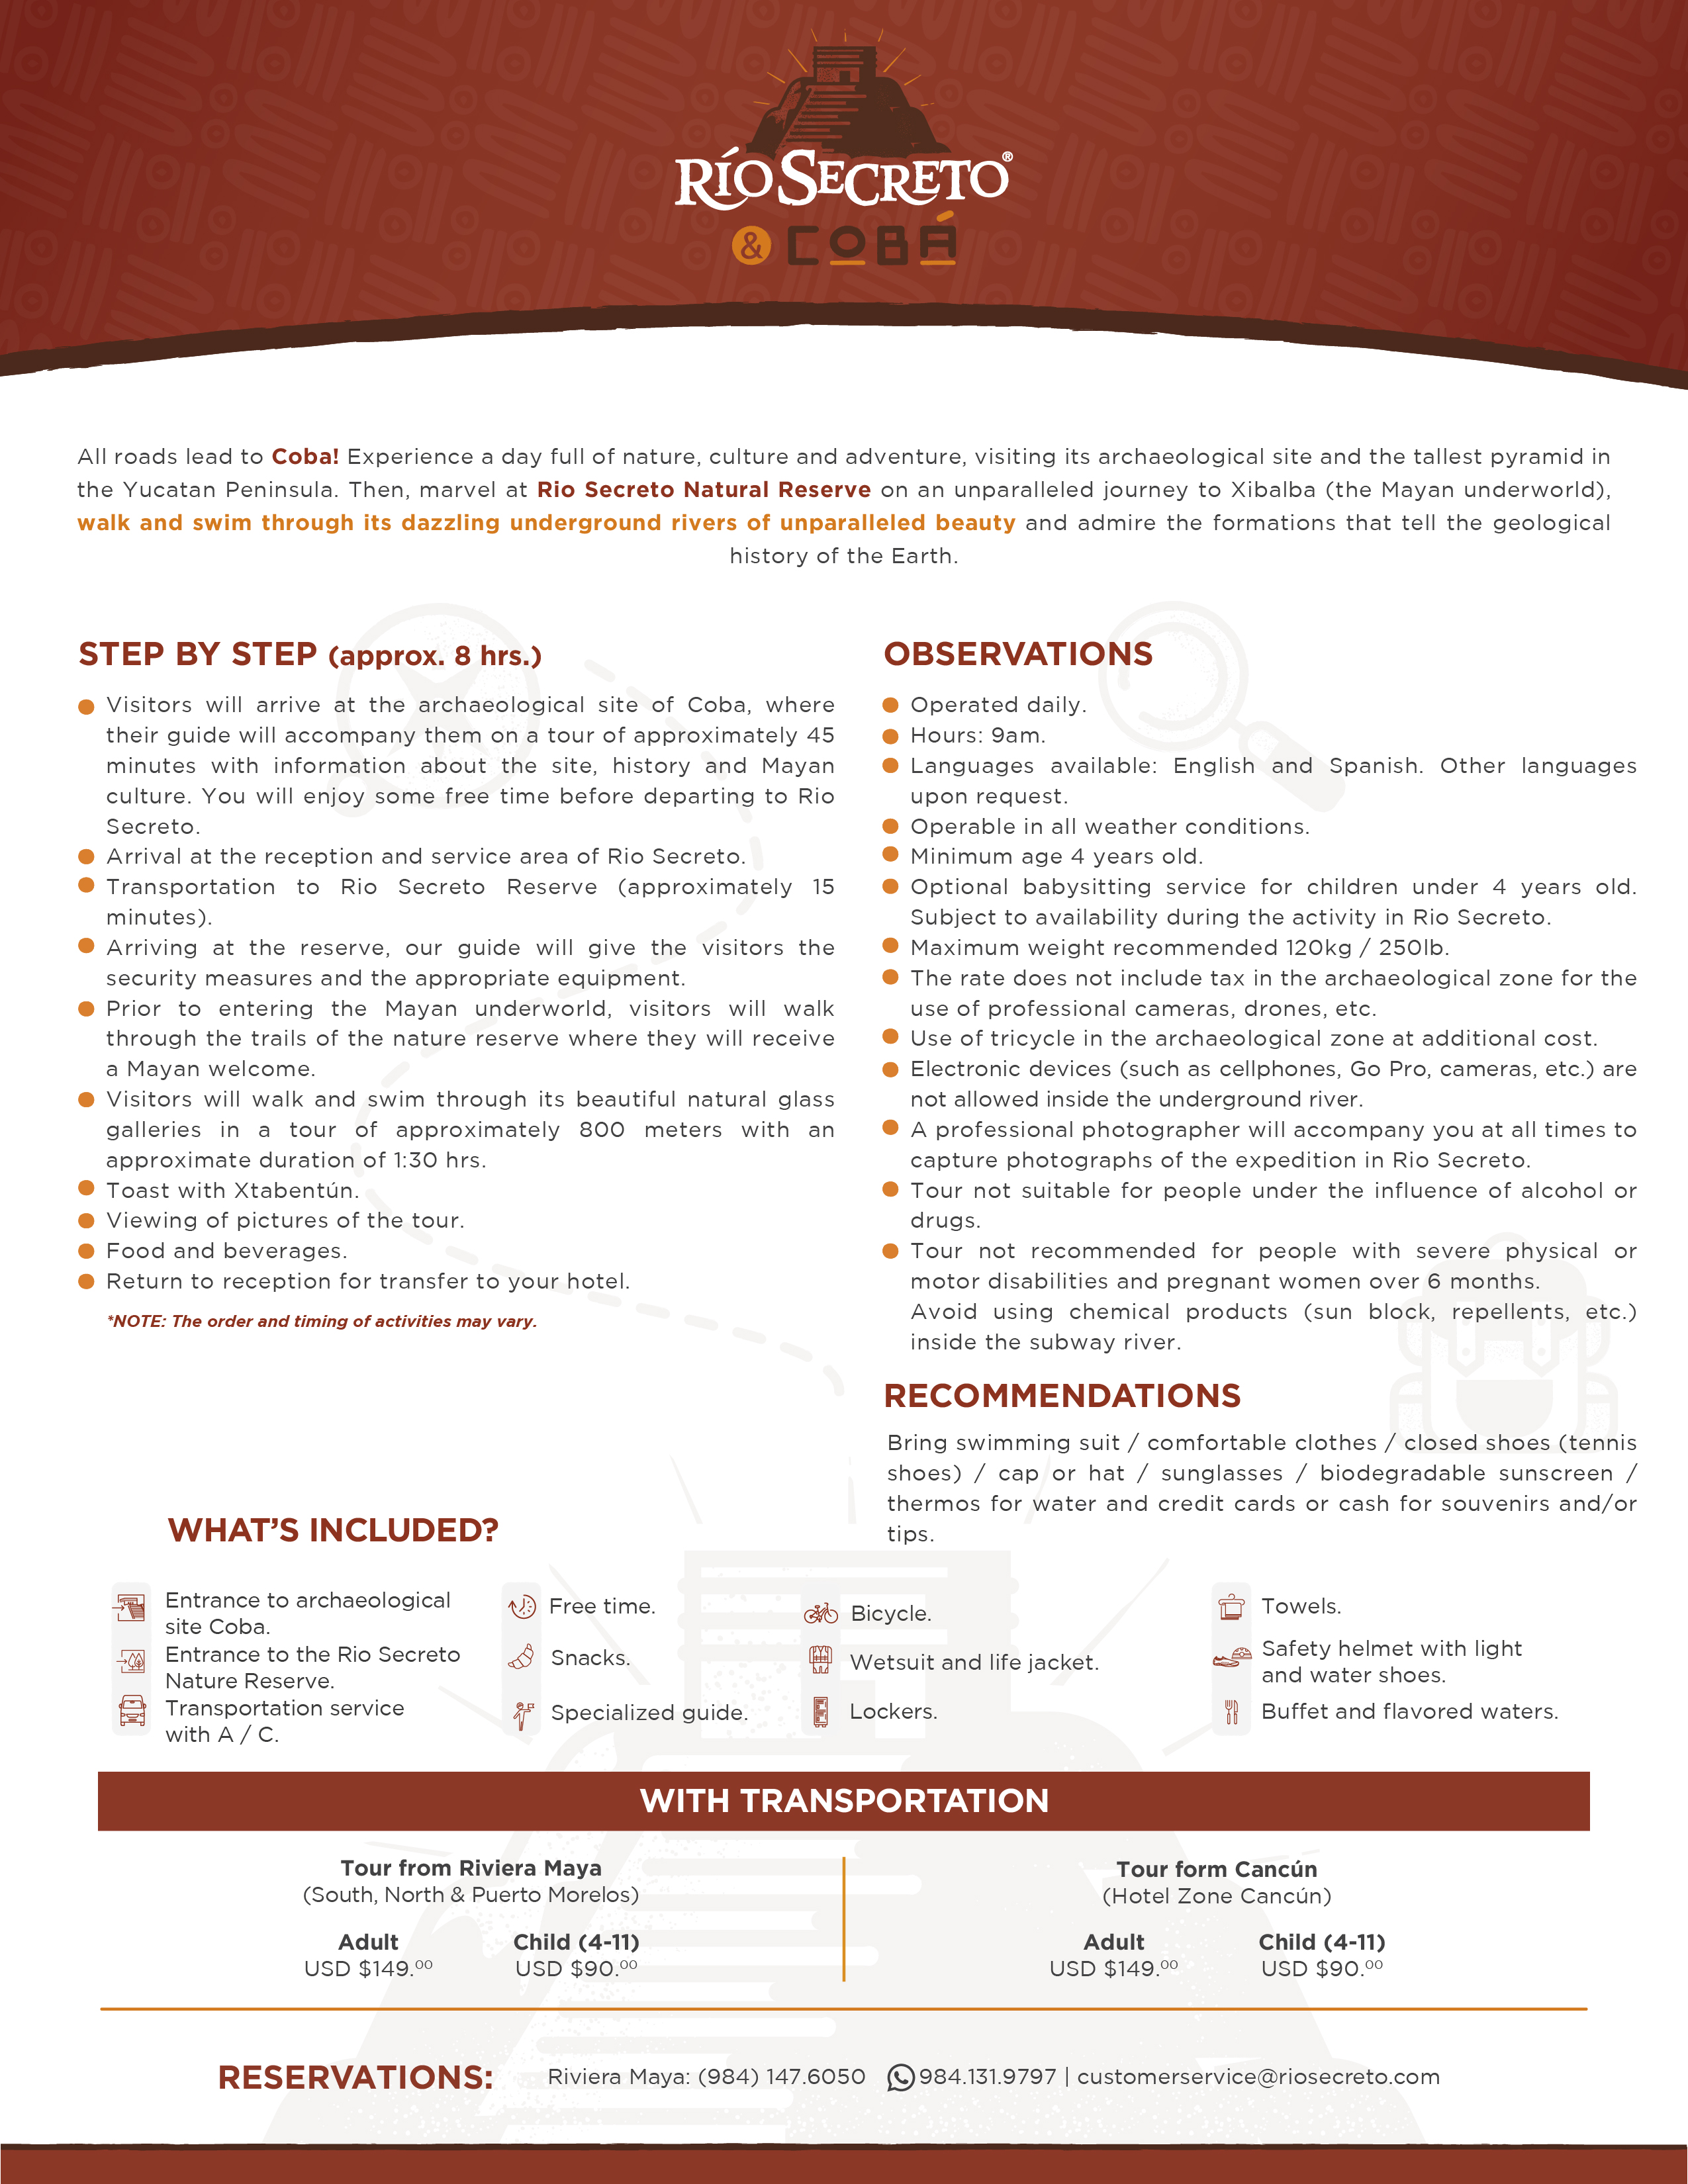 RÍO SECRETO®
& COBÁ
All roads lead to Coba! Experience a day full of nature, culture and adventure, visiting its archaeological site and the tallest pyramid in
the Yucatan Peninsula. Then, marvel at Rio Secreto Natural Reserve on an unparalleled journey to Xibalba (the Mayan underworld),
walk and swim through its dazzling underground rivers of unparalleled beauty and admire the formations that tell the geological
history of the Earth.
STEP BY STEP (approx. 8 hrs.)
Visitors will arrive at the archaeological site of Coba, where
their guide will accompany them on a tour of approximately 45
minutes with information about the site, history and Mayan
culture. You will enjoy some free time before departing to Rio
Secreto.
Arrival at the reception and service area of Rio Secreto.
Transportation to Rio Secreto Reserve (approximately 15
minutes).
Arriving at the reserve, our guide will give the visitors the
security measures and the appropriate equipment.
Prior to entering the Mayan underworld, visitors will walk
through the trails of the nature reserve where they will receive
a Mayan welcome.
Visitors will walk and swim through its beautiful natural glass
galleries in a tour of approximately 800 meters with an
approximate duration of 1:30 hrs.
Toast with Xtabentún.
Viewing of pictures of the tour.
Food and beverages.
Return to reception for transfer to your hotel.
*NOTE: The order and timing of activities may vary.
OBSERVATIONS
Operated daily.
Hours: 9am.
Languages available: English and Spanish. Other languages
upon request.
Operable in all weather conditions.
Minimum age 4 years old.
Optional babysitting service for children under 4 years old.
Subject to availability during the activity in Rio Secreto.
Maximum weight recommended 120kg / 250lb.
The rate does not include tax in the archaeological zone for the
use of professional cameras, drones, etc.
Use of tricycle in the archaeological zone at additional cost.
Electronic devices (such as cellphones, Go Pro, cameras, etc.) are
not allowed inside the underground river.
A professional photographer will accompany you at all times to
capture photographs of the expedition in Rio Secreto.
Tour not suitable for people under the influence of alcohol or
drugs.
Tour not recommended for people with severe physical or
motor disabilities and pregnant women over 6 months.
Avoid using chemical products (sun block, repellents, etc.)
inside the subway river.
RECOMMENDATIONS
Bring swimming suit / comfortable clothes / closed shoes (tennis
shoes) / cap or hat / sunglasses / biodegradable sunscreen /
thermos for water and credit cards or cash for souvenirs and/or
tips.
WHAT'S INCLUDED?
Entrance to archaeological
site Coba.
Entrance to the Rio Secreto
Nature Reserve.
Transportation service
with A / C.
Free time.
Snacks.
Specialized guide.
Bicycle.
Wetsuit and life jacket.
Lockers.
Towels.
Safety helmet with light
and water shoes.
Buffet and flavored waters.
WITH TRANSPORTATION
Tour from Riviera Maya
(South, North & Puerto Morelos)
Adult Child (4-11)
USD $149.00 USD $90.00
Tour form Cancún
(Hotel Zone Cancún)
Adult Child (4-11)
USD $149.00 USD $90.00
RESERVATIONS: Riviera Maya: (984) 147.6050 984.131.9797 | customerservice@riosecreto.com